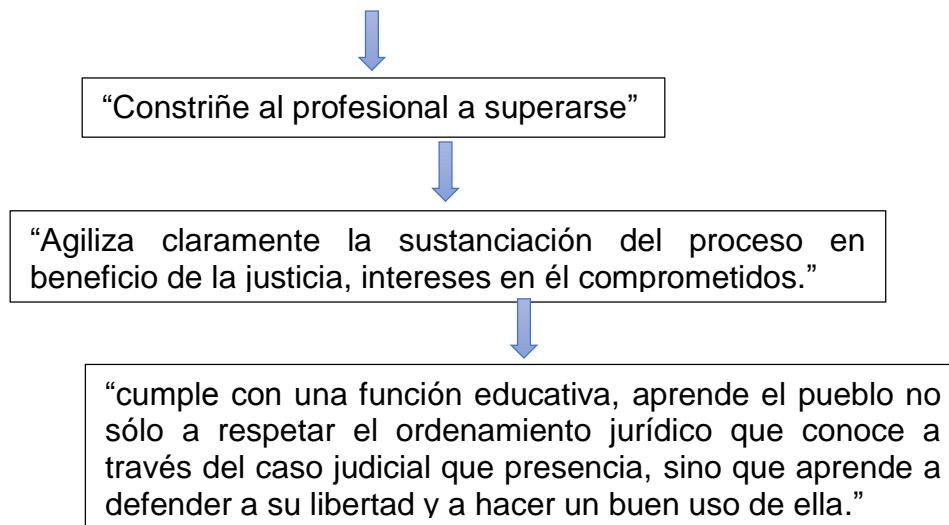 “Constriñe al profesional a superarse”
“Agiliza claramente la sustanciación del proceso en
beneficio de la justicia, intereses en él comprometidos.”
“cumple con una función educativa, aprende el pueblo no
sólo a respetar el ordenamiento jurídico que conoce a
través del caso judicial que presencia, sino que aprende a
defender a su libertad y a hacer un buen uso de ella.”